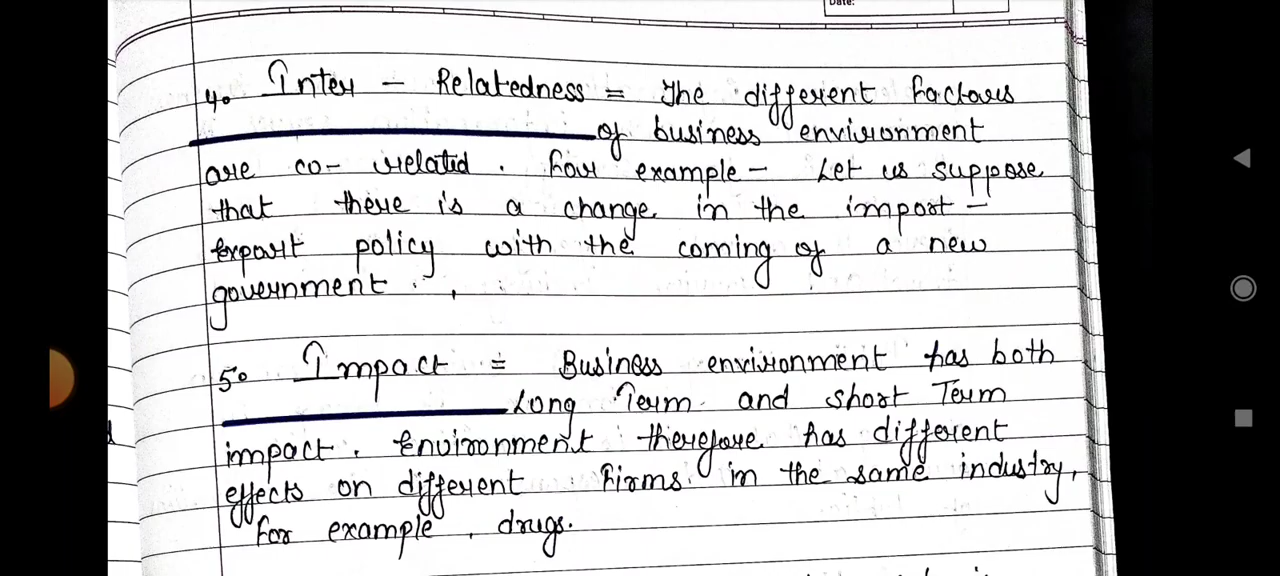 Date:
4. Inter - Relatedness = The different factors
of business environment
are co-related. For example - Let us suppose
that there is a change in the import -
export policy with the coming of a new
government.
5. Impact = Business environment has both
Long Term and short Term
impact. Environment therefore has different
effects on different firms in the same industry,
for example, drugs.